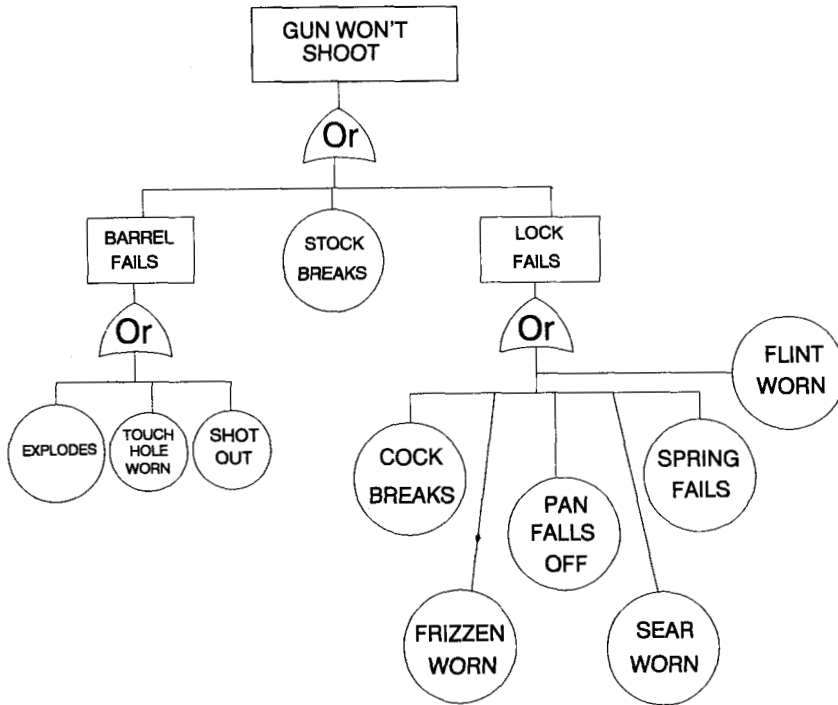 GUN WON'T
SHOOT
Or
BARREL
FAILS
STOCK
BREAKS
LOCK
FAILS
Or
Or
FLINT
WORN
EXPLODES
TOUCH
HOLE
WORN
SHOT
OUT
COCK
BREAKS
PAN
FALLS
OFF
SPRING
FAILS
FRIZZEN
WORN
SEAR
WORN